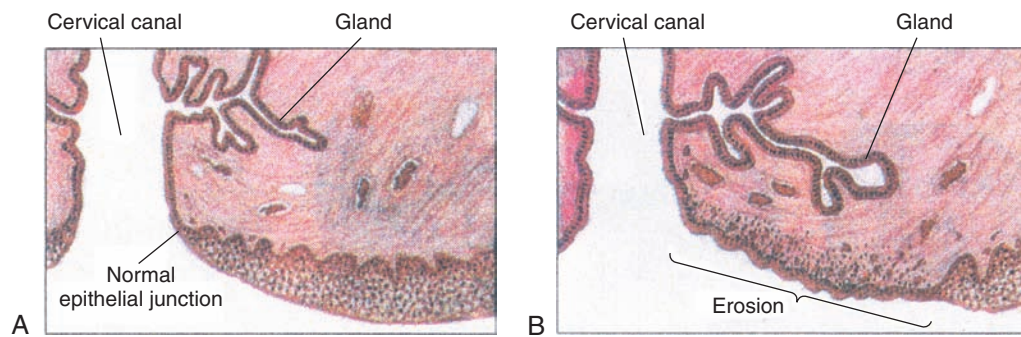 Cervical canal
Gland
Normal
epithelial junction
A
Cervical canal
Gland
Erosion
B